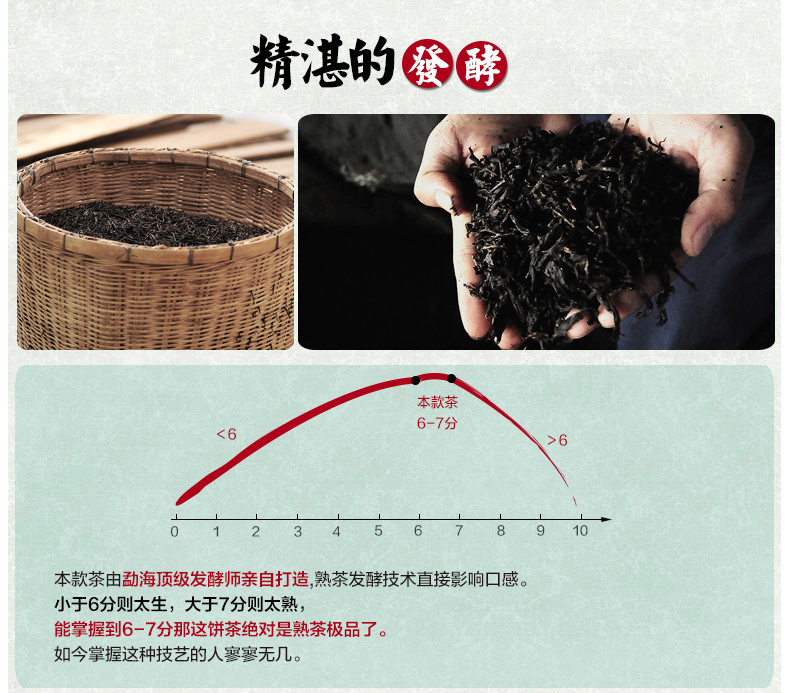 精湛的發酵
本款茶
6-7分
<6
>6
0 1 2 3 4 5 6 7 8 9 10
本款茶由勐海顶级发酵师亲自打造,熟茶发酵技术直接影响口感。
小于6分则太生，大于7分则太熟，
能掌握到6-7分那这饼茶绝对是熟茶极品了。
如今掌握这种技艺的人寥寥无几。